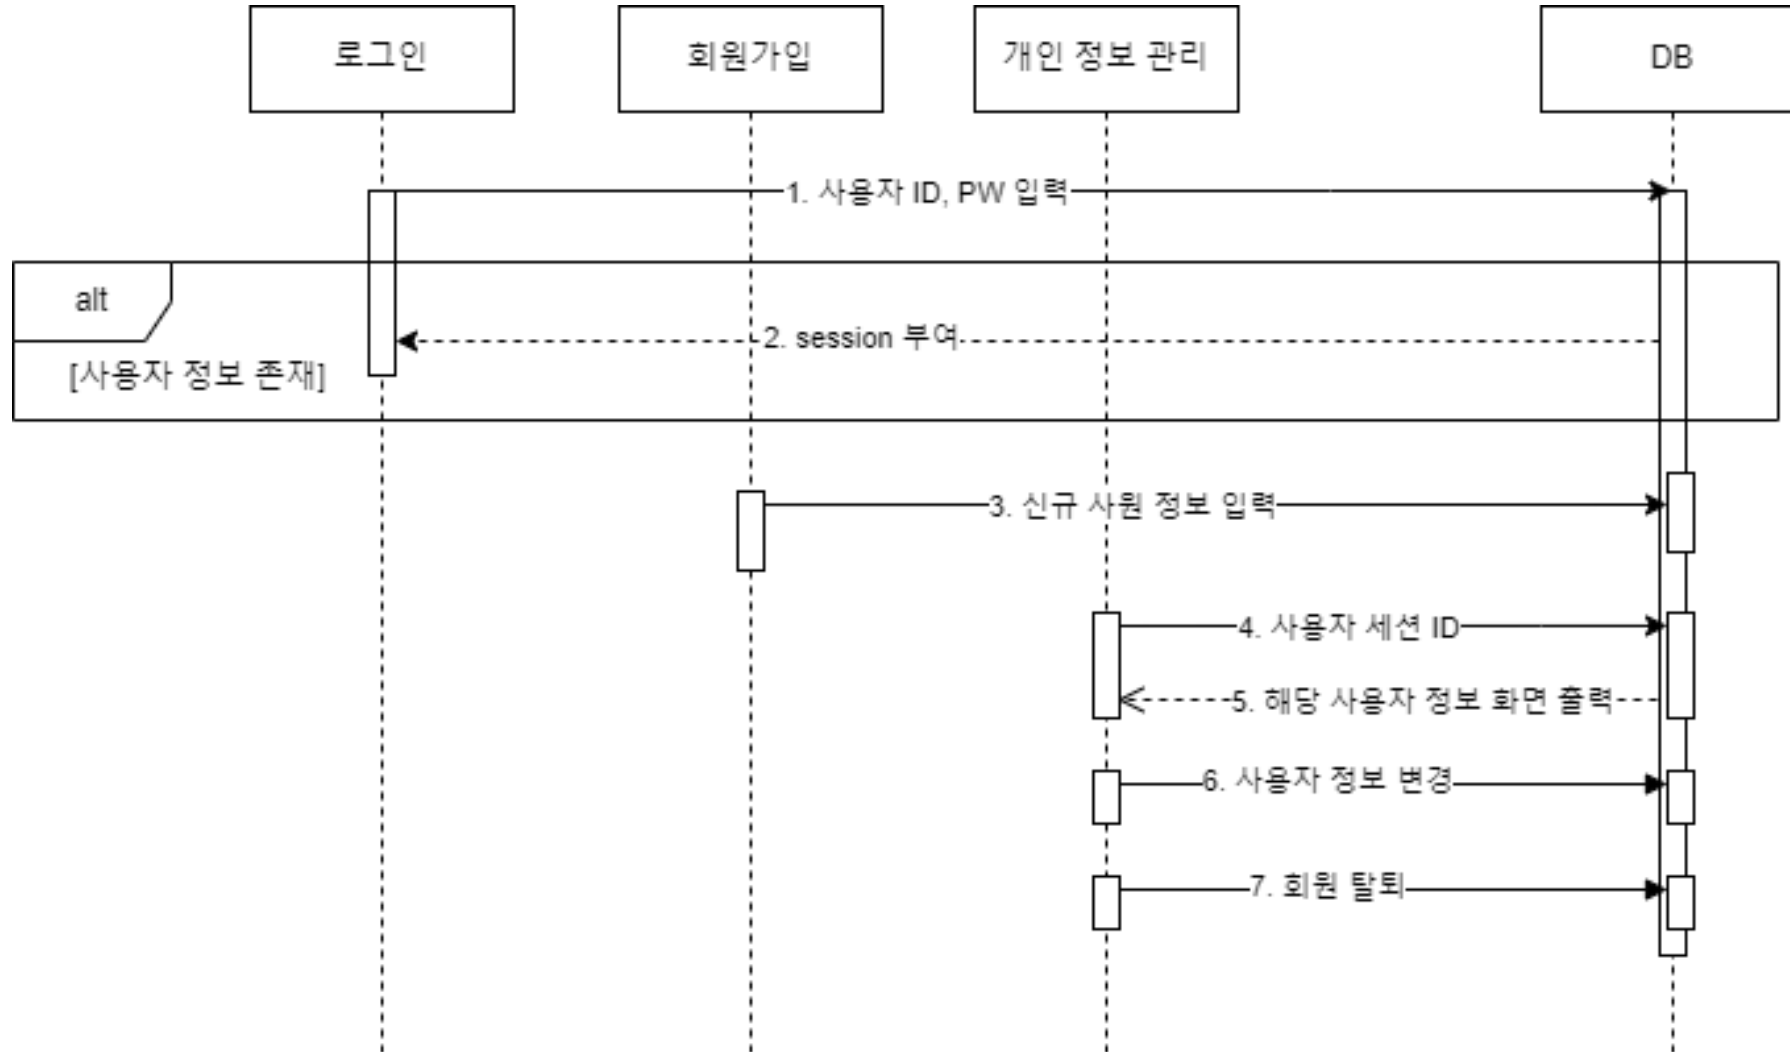 로그인
회원가입
개인 정보 관리
DB
1. 사용자 ID, PW 입력
alt
2. session 부여
[사용자 정보 존재]
3. 신규 사원 정보 입력
4. 사용자 세션 ID
5. 해당 사용자 정보 화면 출력
6. 사용자 정보 변경
7. 회원 탈퇴